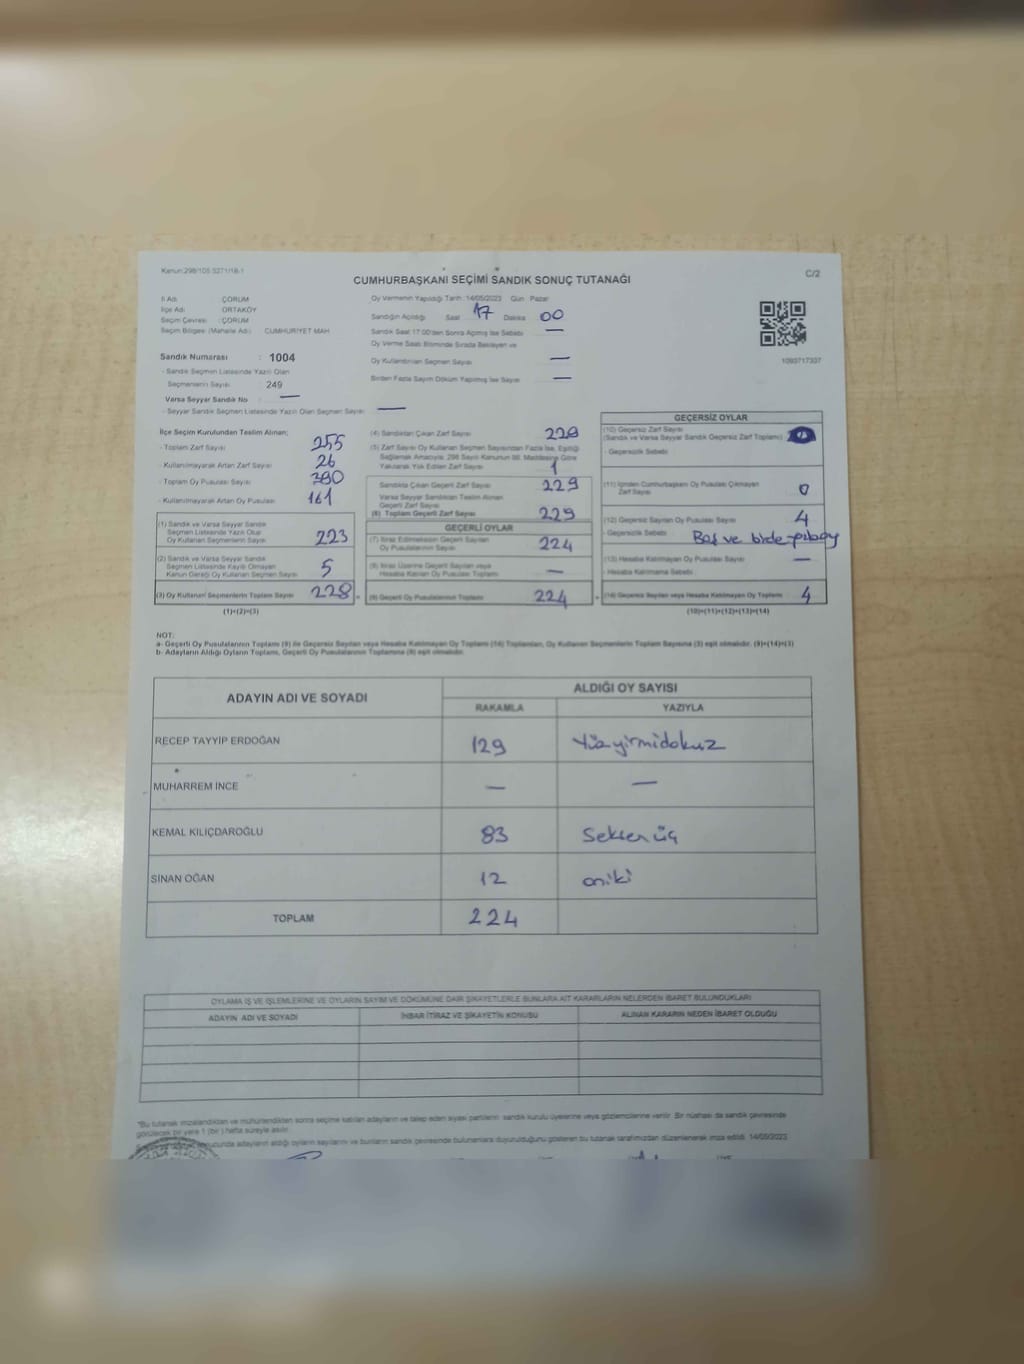 Kanun:298/105 5271/16-1
C/2
CUMHURBAŞKANI SEÇİMİ SANDIK SONUÇ TUTANAĞI
İl Adı : ÇORUM
İlçe Adı : ORTAKÖY
Seçim Çevresi : ÇORUM
Seçim Bölgesi (Mahalle Adı) CUMHURİYET MAH
Sandık Numarası : 1004
- Sandık Seçmen Listesinde Yazılı Olan
Seçmenlerin Sayısı : 249
Varsa Seyyar Sandık No : —
- Seyyar Sandık Seçmen Listesinde Yazılı Olan Seçmen Sayısı : —
Oy Vermenin Yapıldığı Tarih :14/05/2023 Gün Pazar
Sandığın Açıldığı Saat 17 Dakika 00
Sandık Saat 17:00'den Sonra Açılmış İse Sebebi —
Oy Verme Saati Bitiminde Sırada Bekleyen ve
Oy Kullandırılan Seçmen Sayısı —
Birden Fazla Sayım Döküm Yapılmış İse Sayısı —
1093717337
İlçe Seçim Kurulundan Teslim Alınan;
- Toplam Zarf Sayısı 255
- Kullanılmayarak Artan Zarf Sayısı 26
- Toplam Oy Pusulası Sayısı 390
- Kullanılmayarak Artan Oy Pusulası 161
(1) Sandık ve Varsa Seyyar Sandık
Seçmen Listesinde Yazılı Olup
Oy Kullanan Seçmenlerin Sayısı 223
(2) Sandık ve Varsa Seyyar Sandık
Seçmen Listesinde Kayıtlı Olmayan
Kanun Gereği Oy Kullanan Seçmen Sayısı 5
(3) Oy Kullanan Seçmenlerin Toplam Sayısı 228
(1)+(2)=(3)
(4) Sandıktan Çıkan Zarf Sayısı 229
(5) Zarf Sayısı Oy Kullanan Seçmen Sayısından Fazla İse, Eşitliği
Sağlamak Amacıyla, 298 Sayılı Kanunun 98. Maddesine Göre
Yakılarak Yok Edilen Zarf Sayısı 1
Sandıkta Çıkan Geçerli Zarf Sayısı 229
Varsa Seyyar Sandıktan Teslim Alınan
Geçerli Zarf Sayısı
(6) Toplam Geçerli Zarf Sayısı 229
GEÇERLİ OYLAR
(7) İtiraz Edilmeksizin Geçerli Sayılan
Oy Pusulalarının Sayısı 224
(8) İtiraz Üzerine Geçerli Sayılan veya
Hesaba Katılan Oy Pusulaları Toplamı —
(9) Geçerli Oy Pusulalarının Toplamı 224
GEÇERSİZ OYLAR
(10) Geçersiz Zarf Sayısı
(Sandık ve Varsa Seyyar Sandık Geçersiz Zarf Toplamı)
- Geçersizlik Sebebi
(11) İçinden Cumhurbaşkanı Oy Pusulası Çıkmayan
Zarf Sayısı 0
(12) Geçersiz Sayılan Oy Pusulası Sayısı 4
- Geçersizlik Sebebi Boş ve birde
(13) Hesaba Katılmayan Oy Pusulası Sayısı —
- Hesaba Katılmama Sebebi
(14) Geçersiz Sayılan veya Hesaba Katılmayan Oy Toplamı 4
(10)+(11)+(12)+(13)=(14)
NOT:
a- Geçerli Oy Pusulalarının Toplamı (9) ile Geçersiz Sayılan veya Hesaba Katılmayan Oy Toplamı (14) Toplamları, Oy Kullanan Seçmenlerin Toplam Sayısına (3) eşit olmalıdır. (9)+(14)=(3)
b- Adayların Aldığı Oyların Toplamı, Geçerli Oy Pusulalarının Toplamına (9) eşit olmalıdır.
ADAYIN ADI VE SOYADI
ALDIĞI OY SAYISI
RAKAMLA YAZIYLA
RECEP TAYYİP ERDOĞAN 129 Yüzyirmidokuz
MUHARREM İNCE — —
KEMAL KILIÇDAROĞLU 83 Seksen üç
SİNAN OĞAN 12 oniki
TOPLAM 224
OYLAMA İŞ VE İŞLEMLERİNE VE OYLARIN SAYIM VE DÖKÜMÜNE DAİR ŞİKAYETLERLE BUNLARA AİT KARARLARIN NELERDEN İBARET BULUNDUKLARI
ADAYIN ADI VE SOYADI İHBAR İTİRAZ VE ŞİKAYETİN KONUSU ALINAN KARARIN NEDEN İBARET OLDUĞU
*Bu tutanak imzalandıktan ve mühürlendikten sonra seçime katılan adayların ve talep eden siyasi partilerin sandık kurulu üyelerine veya gözlemcilerine verilir. Bir nüshası da sandık çevresinde
görülecek bir yere 1 (bir) hafta süreyle asılır.
sonucunda adayların aldığı oyların sayılarını ve bunların sandık çevresinde bulunanlara duyurulduğunu gösteren bu tutanak tarafımızdan düzenlenerek imza edildi. 14/05/2023